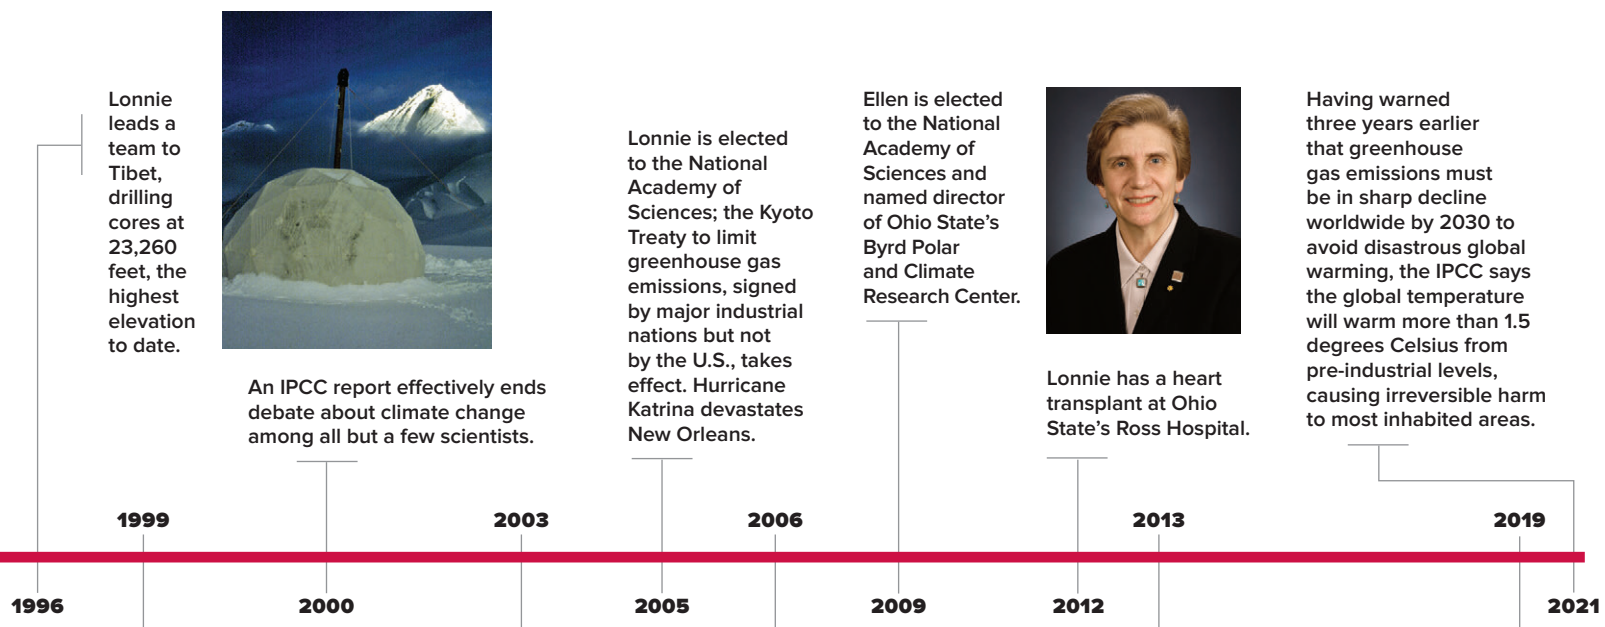 Lonnie
leads a
team to
Tibet,
drilling
cores at
23,260
feet, the
highest
elevation
to date.
An IPCC report effectively ends
debate about climate change
among all but a few scientists.
Lonnie is elected
to the National
Academy of
Sciences; the Kyoto
Treaty to limit
greenhouse gas
emissions, signed
by major industrial
nations but not
by the U.S., takes
effect. Hurricane
Katrina devastates
New Orleans.
Ellen is elected
to the National
Academy of
Sciences and
named director
of Ohio State’s
Byrd Polar
and Climate
Research Center.
Lonnie has a heart
transplant at Ohio
State’s Ross Hospital.
Having warned
three years earlier
that greenhouse
gas emissions must
be in sharp decline
worldwide by 2030 to
avoid disastrous global
warming, the IPCC says
the global temperature
will warm more than 1.5
degrees Celsius from
pre-industrial levels,
causing irreversible harm
to most inhabited areas.
1999
2003
2006
2013
2019
1996
2000
2005
2009
2012
2021